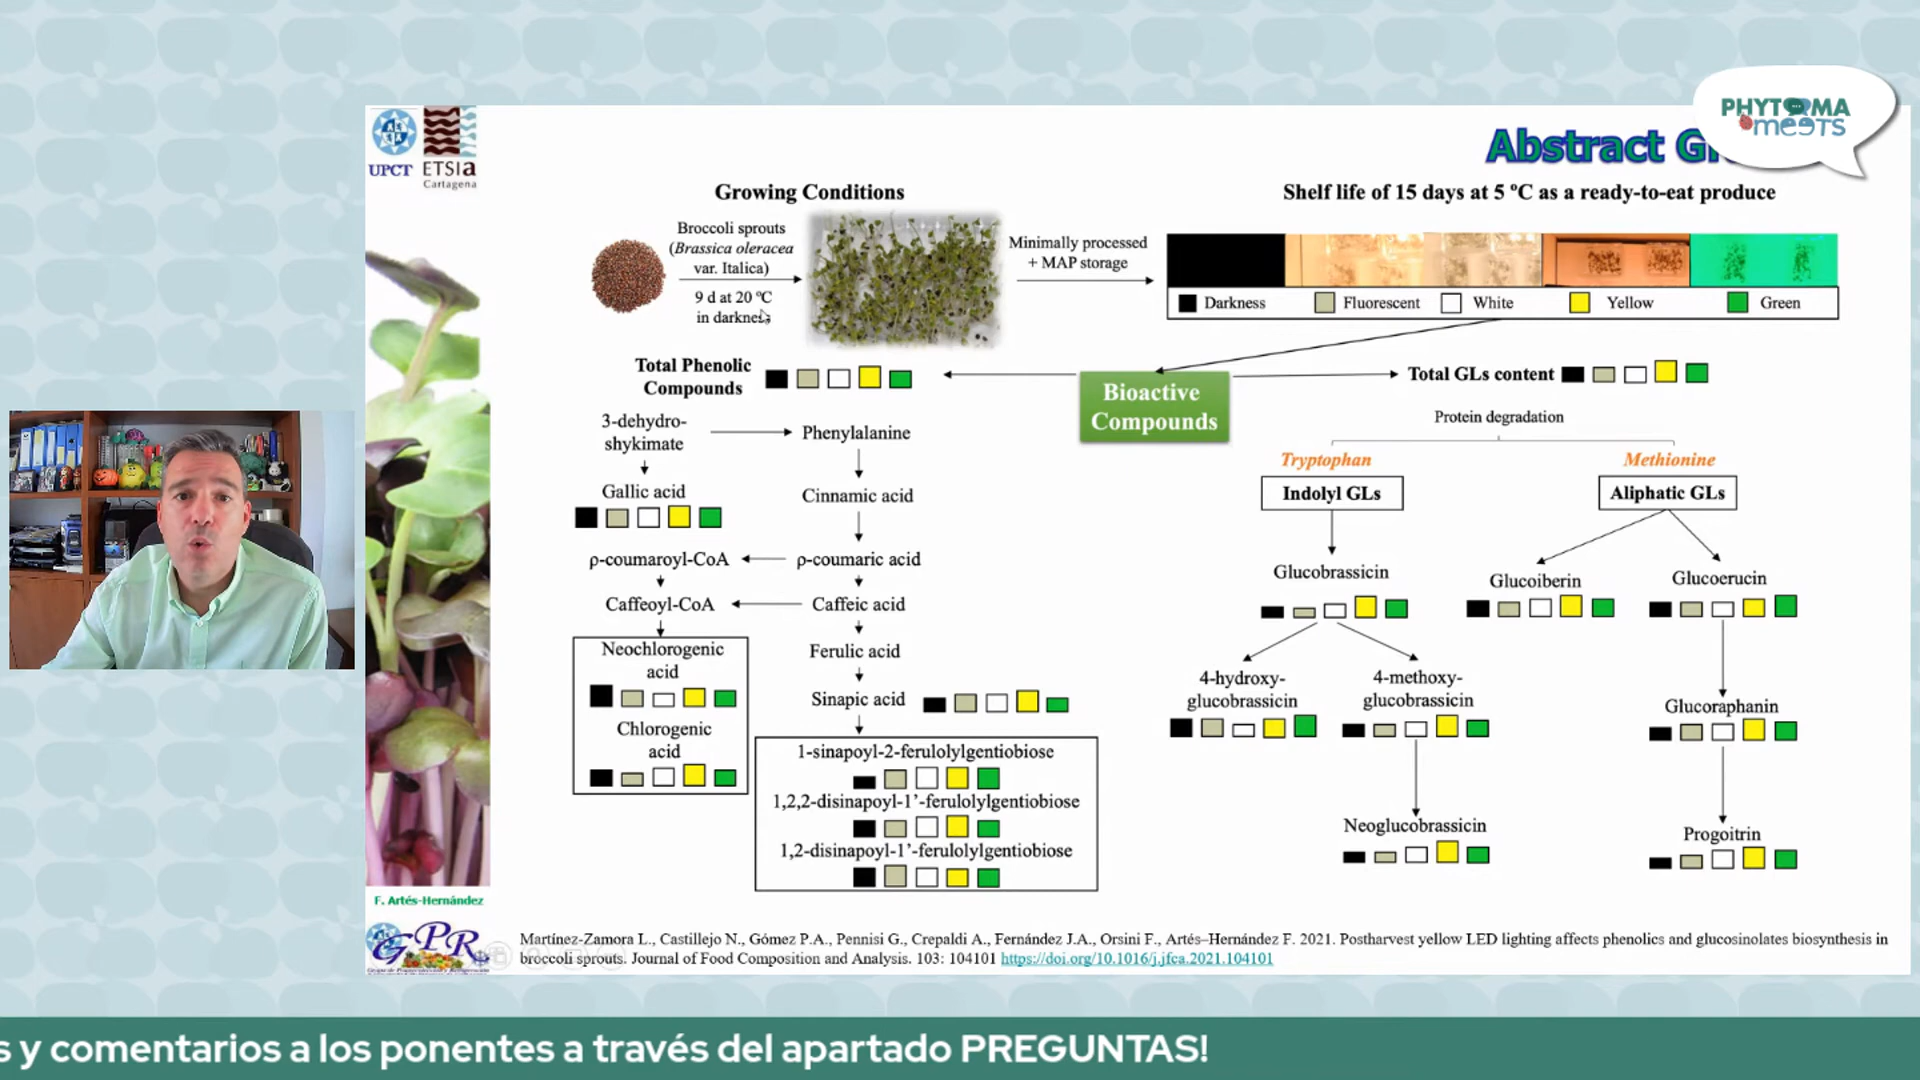 PHYTOMA
meets
UPCT
ETSIa
Cartagena
Abstract
Growing Conditions
Shelf life of 15 days at 5 ºC as a ready-to-eat produce
Broccoli sprouts
(Brassica oleracea
var. Italica)
9 d at 20 ºC
in darkness
Minimally processed
+ MAP storage
Darkness
Fluorescent
White
Yellow
Green
Total Phenolic
Compounds
Bioactive
Compounds
Total GLs content
Protein degradation
3-dehydro-
shykimate
Phenylalanine
Tryptophan
Methionine
Indolyl GLs
Aliphatic GLs
Gallic acid
Cinnamic acid
ρ-coumaroyl-CoA
ρ-coumaric acid
Glucobrassicin
Glucoiberin
Glucoerucin
Caffeoyl-CoA
Caffeic acid
Neochlorogenic
acid
Ferulic acid
4-hydroxy-
glucobrassicin
4-methoxy-
glucobrassicin
Sinapic acid
Glucoraphanin
Chlorogenic
acid
1-sinapoyl-2-ferulolylgentiobiose
1,2,2-disinapoyl-1’-ferulolylgentiobiose
1,2-disinapoyl-1’-ferulolylgentiobiose
Neoglucobrassicin
Progoitrin
F. Artés-Hernández
GPR
Martínez-Zamora L., Castillejo N., Gómez P.A., Pennisi G., Crepaldi A., Fernández J.A., Orsini F., Artés–Hernández F. 2021. Postharvest yellow LED lighting affects phenolics and glucosinolates biosynthesis in
broccoli sprouts. Journal of Food Composition and Analysis. 103: 104101 https://doi.org/10.1016/j.jfca.2021.104101
s y comentarios a los ponentes a través del apartado PREGUNTAS!